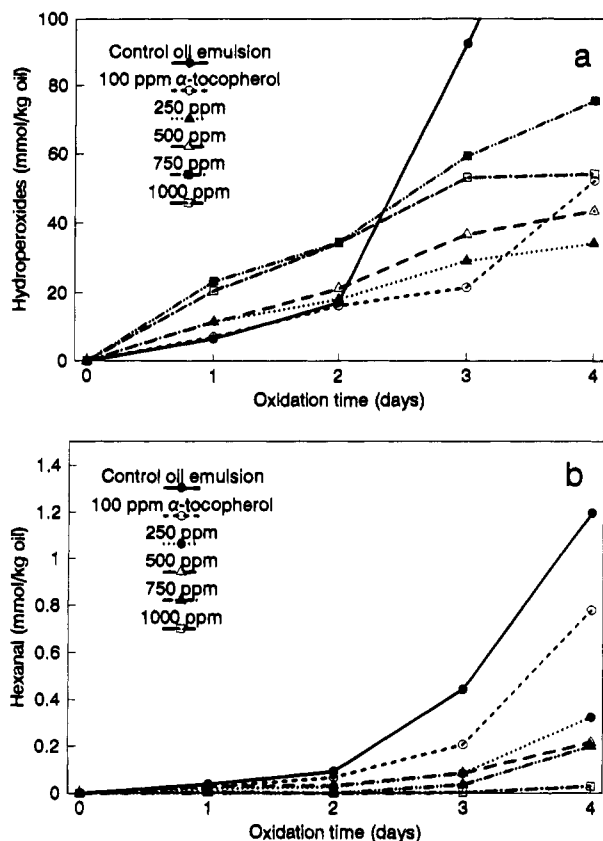 a
100
80
60
40
20
0
Hydroperoxides (mmol/kg oil)
Control oil emulsion
100 ppm α-tocopherol
250 ppm
500 ppm
750 ppm
1000 ppm
0 1 2 3 4
Oxidation time (days)
b
1.4
1.2
1
0.8
0.6
0.4
0.2
0
Hexanal (mmol/kg oil)
Control oil emulsion
100 ppm α-tocopherol
250 ppm
500 ppm
750 ppm
1000 ppm
0 1 2 3 4
Oxidation time (days)